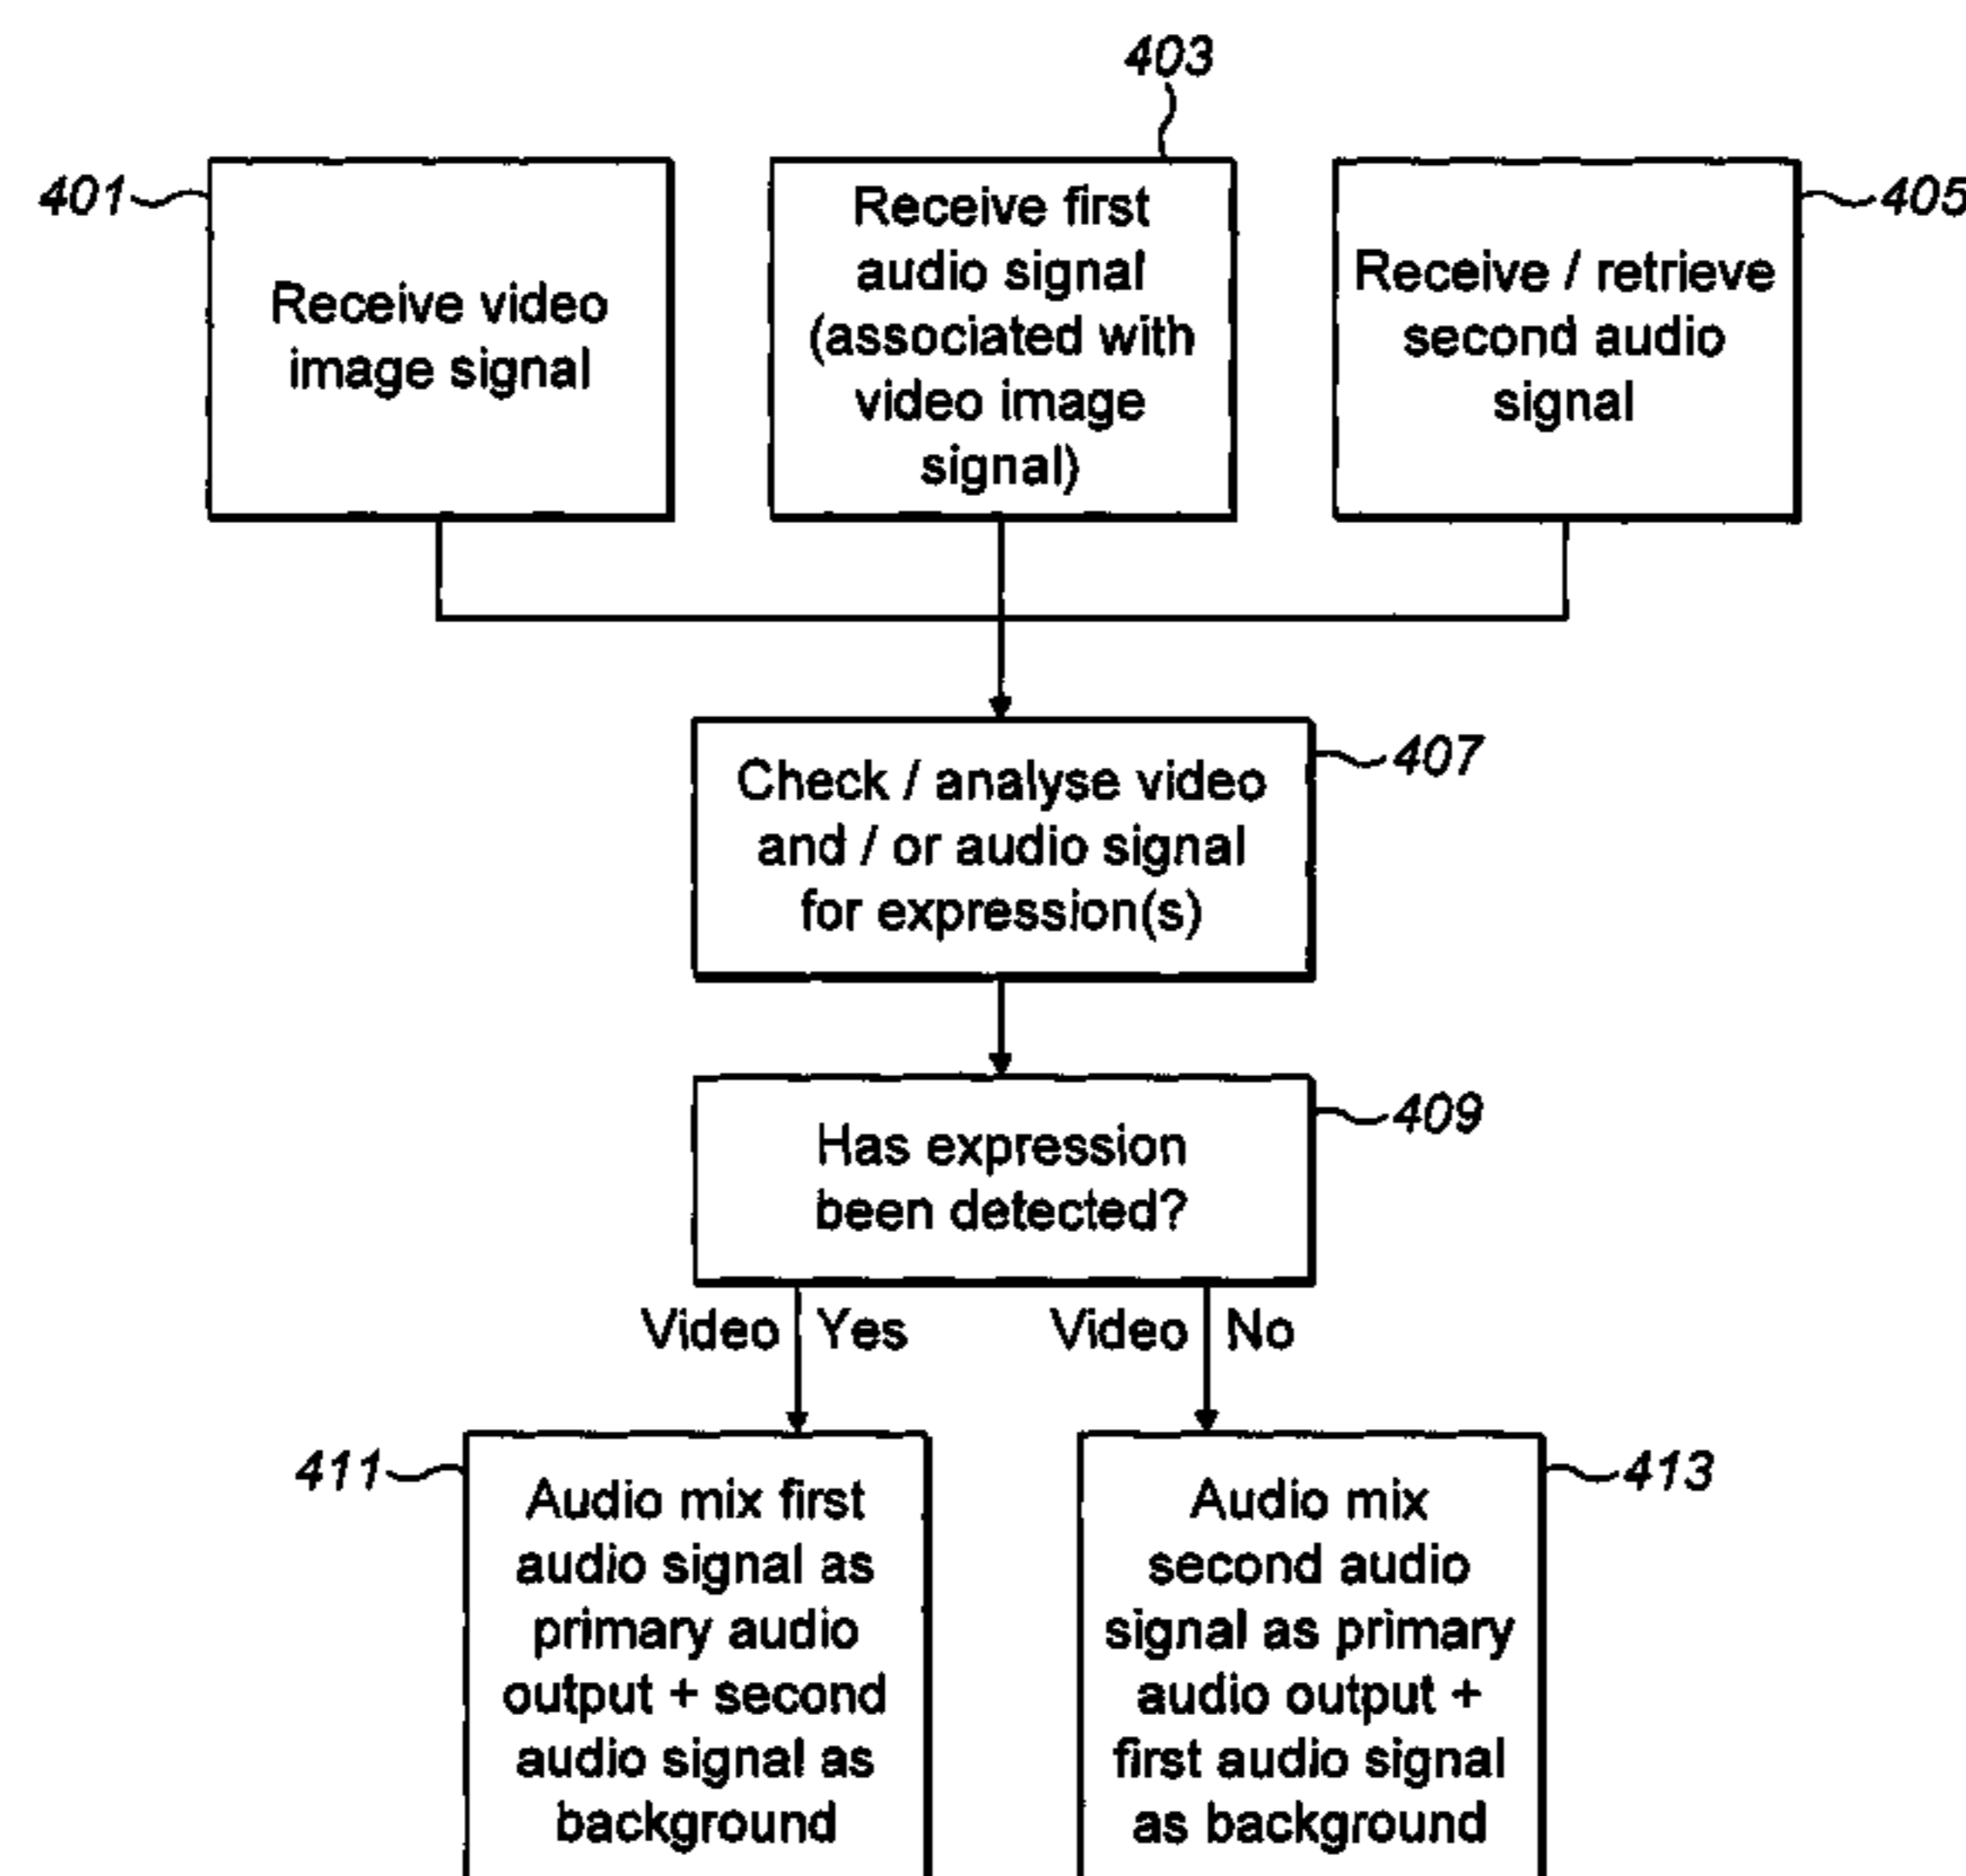 403
401
Receive video
image signal
Receive first
audio signal
(associated with
video image
signal)
405
Receive / retrieve
second audio
signal
407
Check / analyse video
and / or audio signal
for expression(s)
409
Has expression
been detected?
Video Yes
Video No
411
Audio mix first
audio signal as
primary audio
output + second
audio signal as
background
413
Audio mix
second audio
signal as primary
audio output +
first audio signal
as background